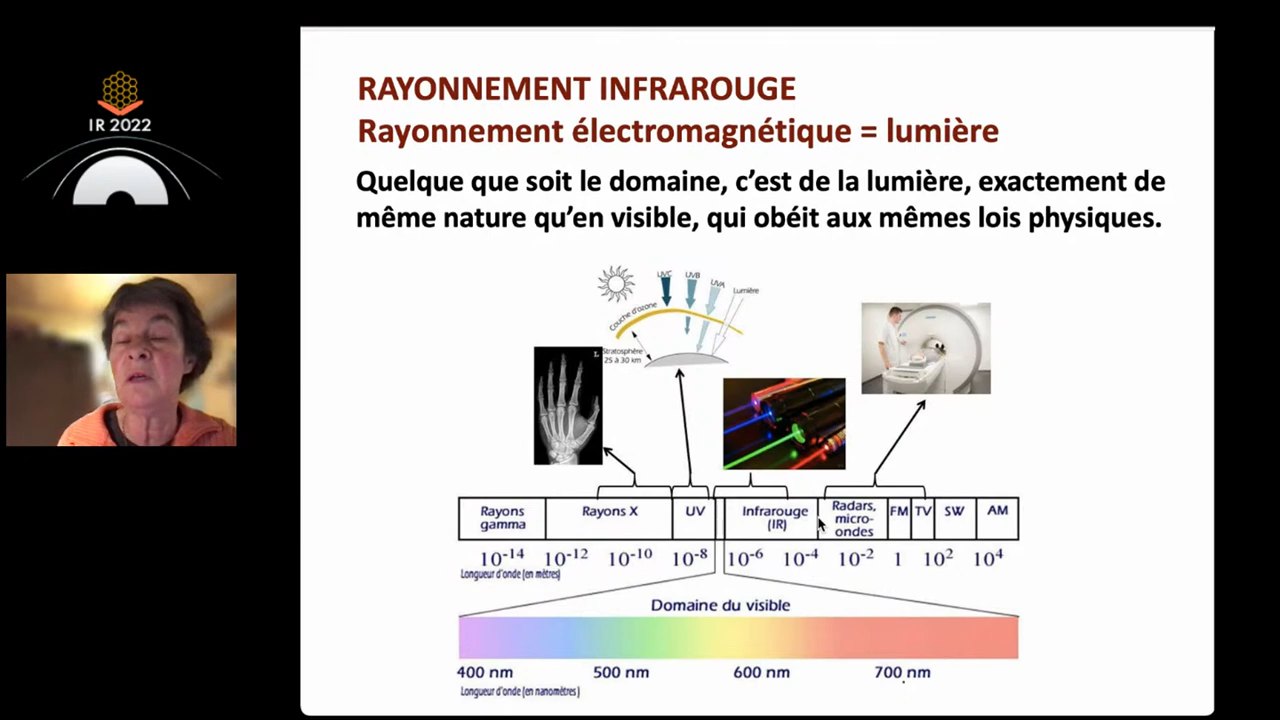 IR 2022
RAYONNEMENT INFRAROUGE
Rayonnement électromagnétique = lumière
Quelque que soit le domaine, c’est de la lumière, exactement de
même nature qu’en visible, qui obéit aux mêmes lois physiques.
UVC
UVB
UVA
Lumière
Couche d'ozone
Stratosphère
25 à 30 km
L
Rayons gamma
Rayons X
UV
Infrarouge (IR)
Radars, micro-ondes
FM
TV
SW
AM
10-14 10-12 10-10 10-8 10-6 10-4 10-2 1 102 104
Longueur d'onde (en mètres)
Domaine du visible
400 nm 500 nm 600 nm 700 nm
Longueur d'onde (en nanomètres)